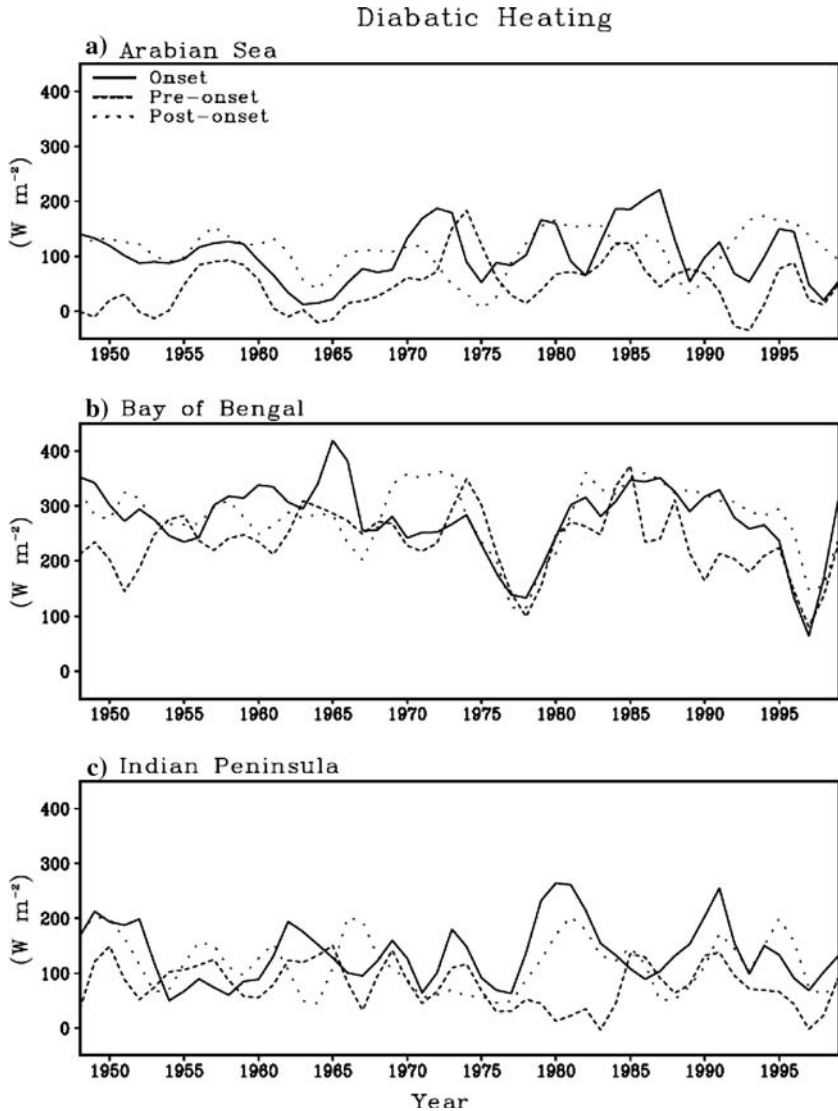 Diabatic Heating
a) Arabian Sea
Onset
Pre-onset
Post-onset
400
300
200
100
0
(W m⁻²)
1950 1955 1960 1965 1970 1975 1980 1985 1990 1995
b) Bay of Bengal
400
300
200
100
0
(W m⁻²)
1950 1955 1960 1965 1970 1975 1980 1985 1990 1995
c) Indian Peninsula
400
300
200
100
0
(W m⁻²)
1950 1955 1960 1965 1970 1975 1980 1985 1990 1995
Year